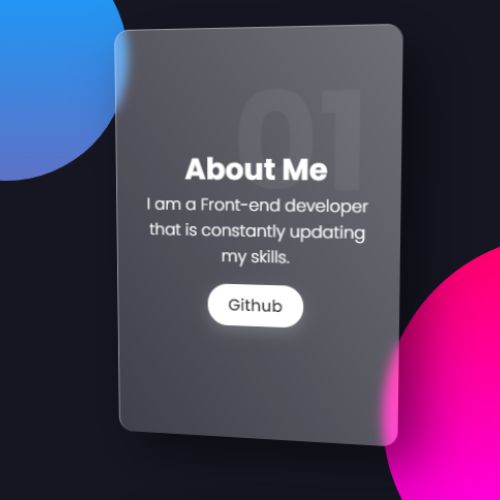 01
About Me
I am a Front-end developer
that is constantly updating
my skills.
Github